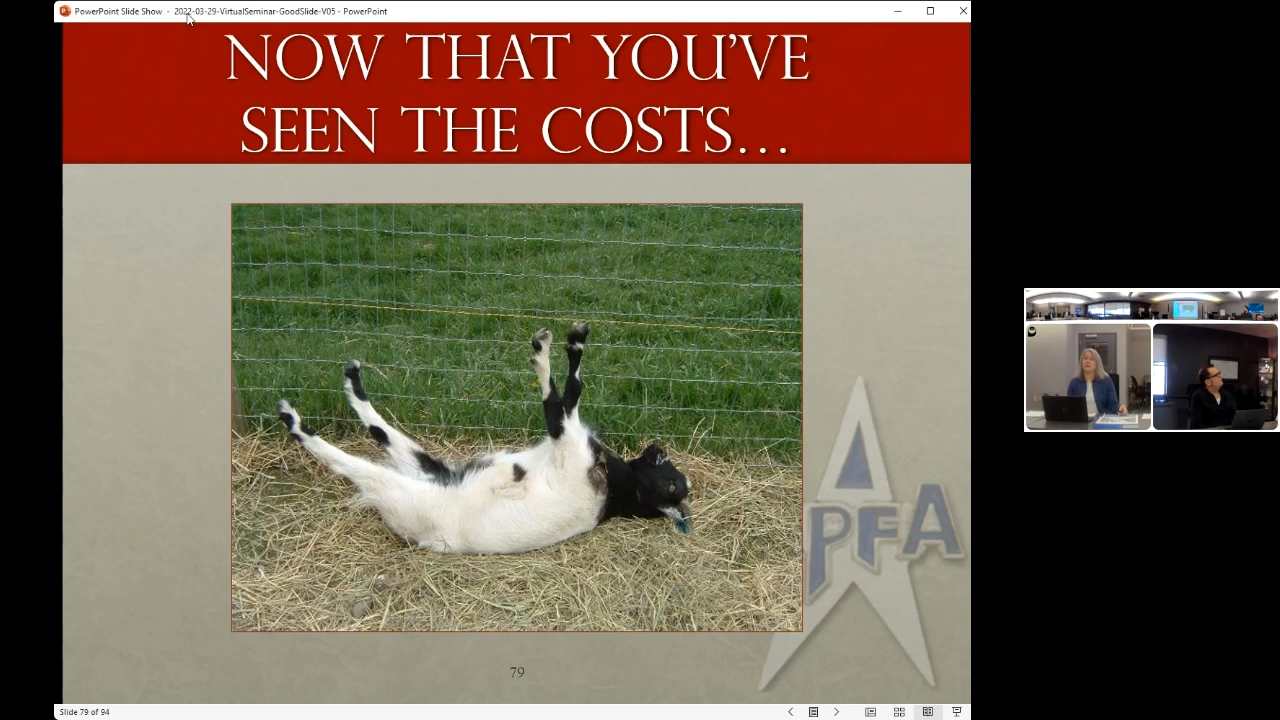 PowerPoint Slide Show - 2022-03-29-VirtualSeminar-GoodSlide-V05 - PowerPoint
NOW THAT YOU'VE
SEEN THE COSTS...
PFA
79
Slide 79 of 94